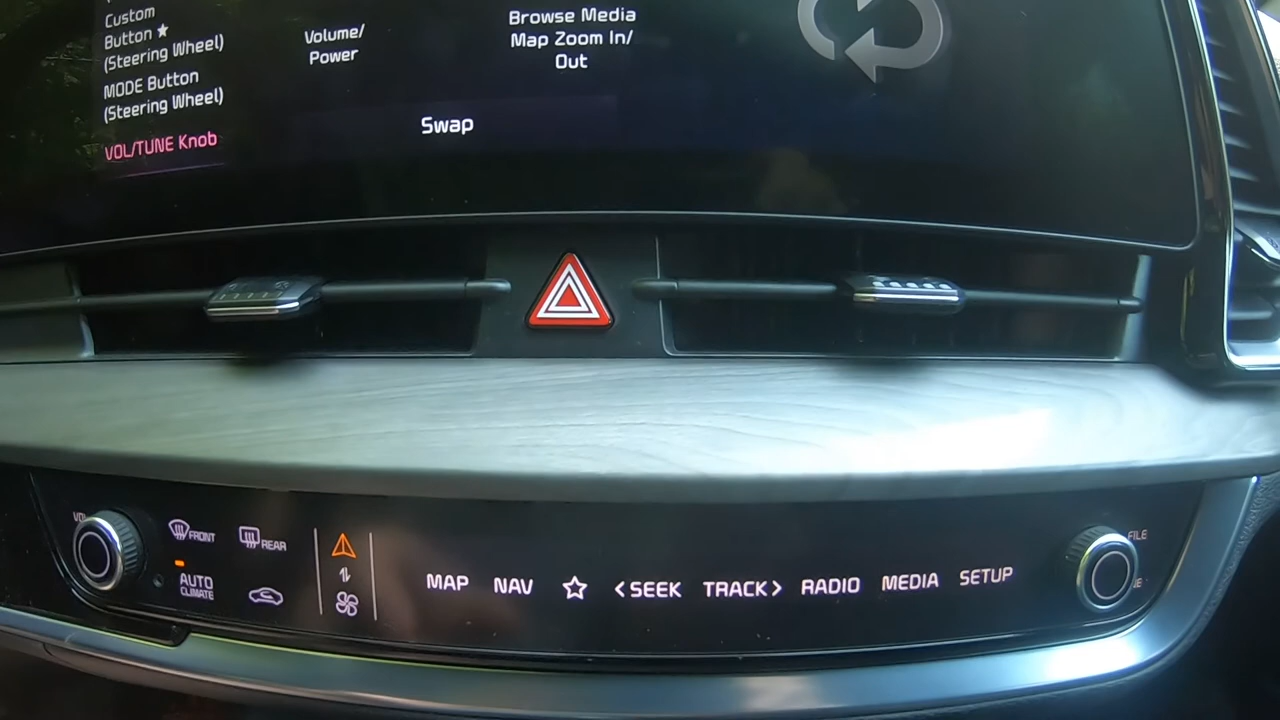 Custom
Button ★
(Steering Wheel)
MODE Button
(Steering Wheel)
VOL/TUNE Knob
Volume/
Power
Browse Media
Map Zoom In/
Out
Swap
FRONT
REAR
AUTO
CLIMATE
MAP NAV ☆ <SEEK TRACK> RADIO MEDIA SETUP
FILE